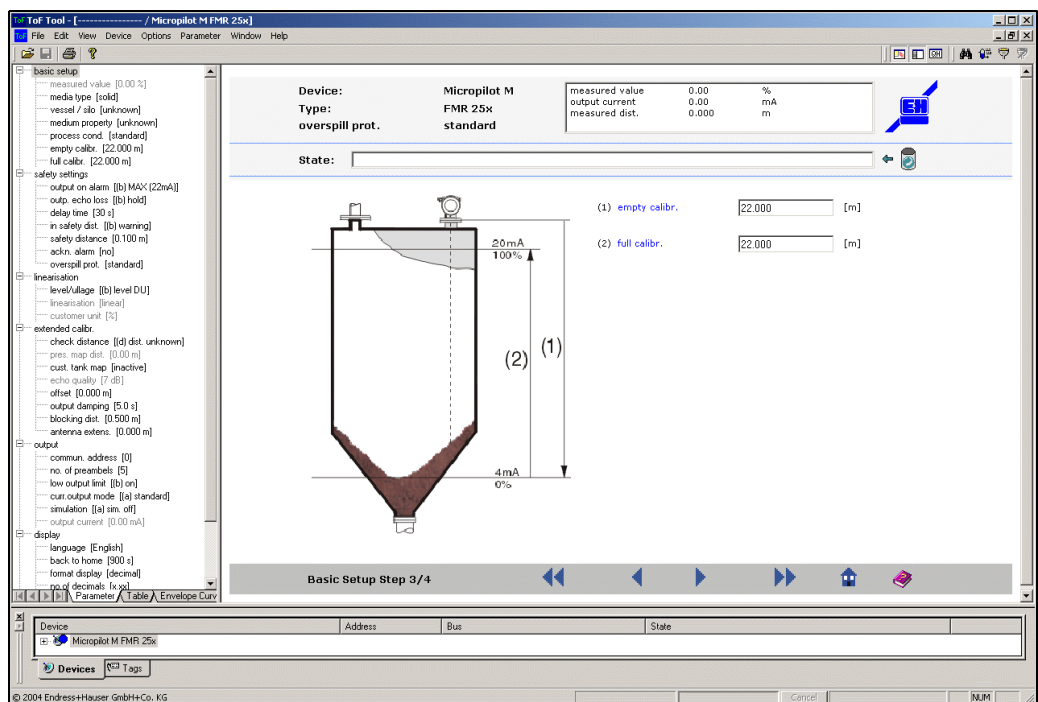 ToF Tool - [---------------- / Micropilot M FMR 25x]
File Edit View Device Options Parameter Window Help
basic setup
measured value [0.00 %]
media type [solid]
vessel / silo [unknown]
medium property [unknown]
process cond. [standard]
empty calibr. [22.000 m]
full calibr. [22.000 m]
safety settings
output on alarm [(b) MAX (22mA)]
outp. echo loss [(b) hold]
delay time [30 s]
in safety dist. [(b) warning]
safety distance [0.100 m]
ackn. alarm [no]
overspill prot. [standard]
linearisation
level/ullage [(b) level DU]
linearisation [linear]
customer unit [%]
extended calibr.
check distance [(d) dist. unknown]
pres. map dist. [0.00 m]
cust. tank map [inactive]
echo quality [7 dB]
offset [0.000 m]
output damping [5.0 s]
blocking dist. [0.500 m]
antenna extens. [0.000 m]
output
commun. address [0]
no. of preambels [5]
low output limit [(b) on]
curr.output mode [(a) standard]
simulation [(a) sim. off]
output current [0.00 mA]
display
language [English]
back to home [900 s]
format display [decimal]
no.of decimals [x.xx]
Parameter Table Envelope Curv
Device: Micropilot M
Type: FMR 25x
overspill prot. standard
measured value 0.00 %
output current 0.00 mA
measured dist. 0.000 m
EH
State:
(1) empty calibr. 22.000 [m]
(2) full calibr. 22.000 [m]
20mA
100%
(2)
(1)
4mA
0%
Basic Setup Step 3/4
Device Address Bus State
Micropilot M FMR 25x
Devices Tags
© 2004 Endress+Hauser GmbH+Co. KG
Cancel
NUM